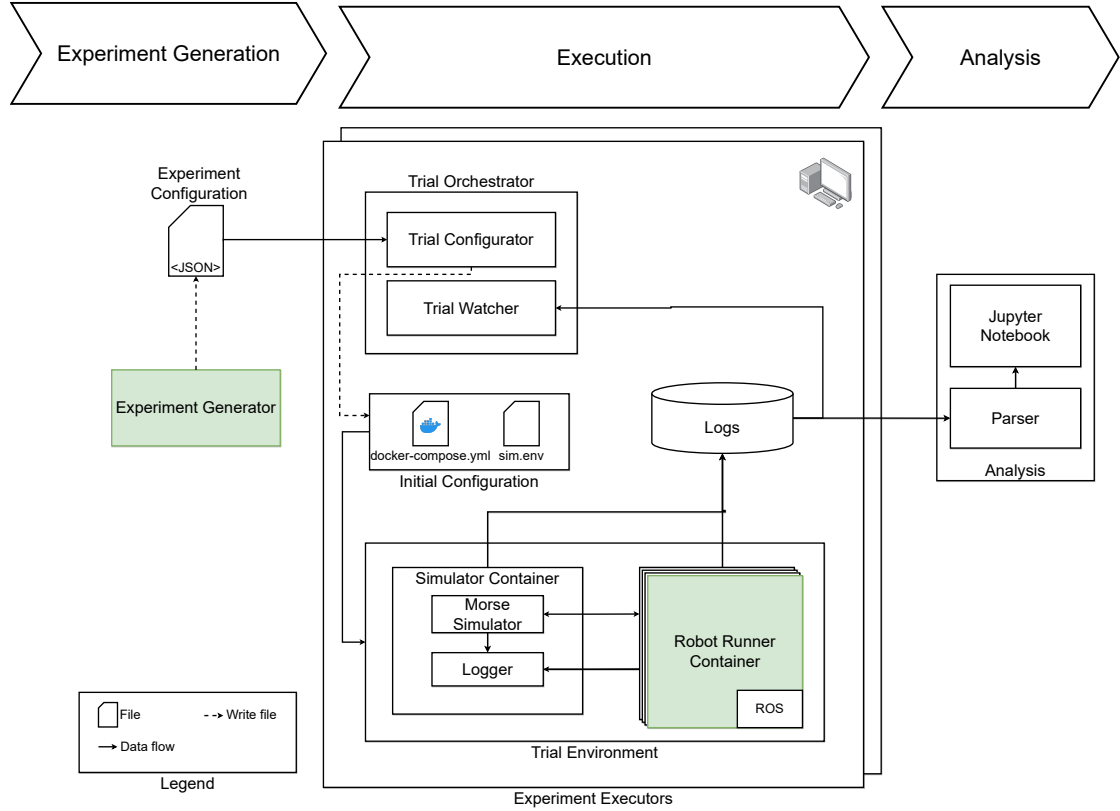 Experiment Generation
Execution
Analysis
Experiment
Configuration
<JSON>
Experiment Generator
Trial Orchestrator
Trial Configurator
Trial Watcher
docker-compose.yml
sim.env
Initial Configuration
Logs
Jupyter
Notebook
Parser
Analysis
Simulator Container
Morse
Simulator
Logger
Robot Runner
Container
ROS
Trial Environment
Experiment Executors
File
Write file
Data flow
Legend